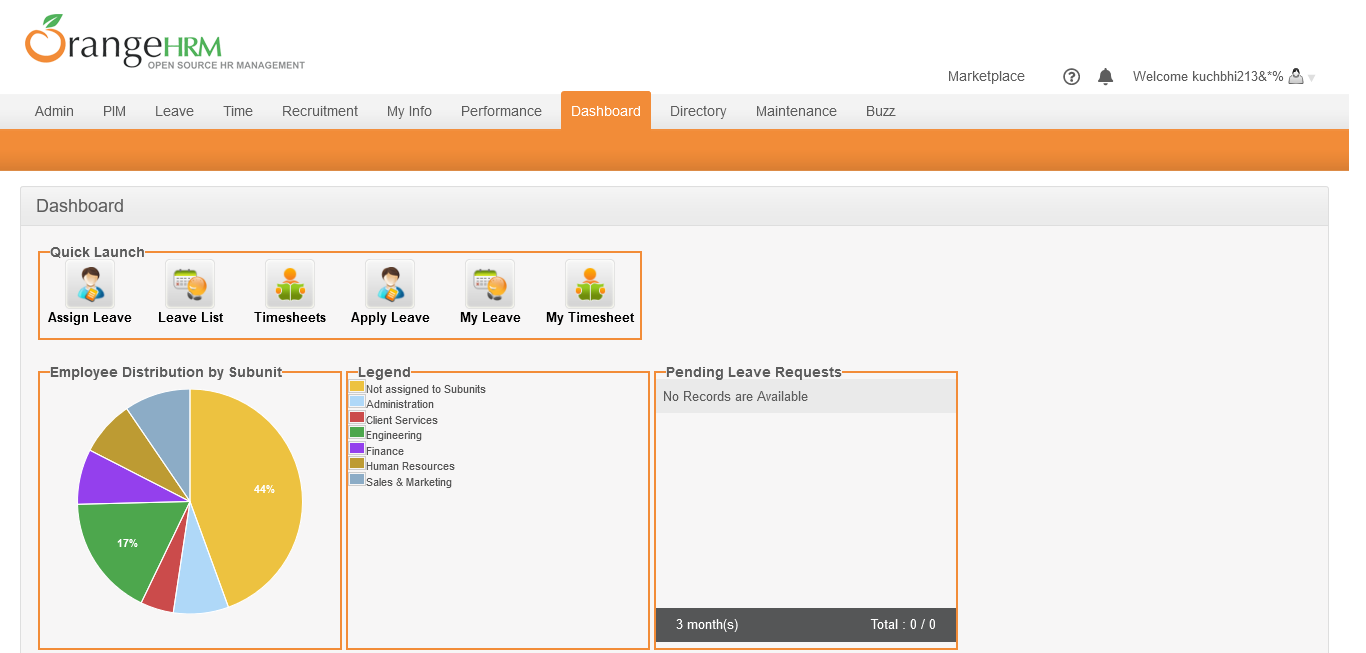 OrangeHRM
OPEN SOURCE HR MANAGEMENT
Marketplace ? Welcome kuchbhi213&*%
Admin PIM Leave Time Recruitment My Info Performance Dashboard Directory Maintenance Buzz
Dashboard
Quick Launch
Assign Leave Leave List Timesheets Apply Leave My Leave My Timesheet
Employee Distribution by Subunit
44%
17%
Legend
Not assigned to Subunits
Administration
Client Services
Engineering
Finance
Human Resources
Sales & Marketing
Pending Leave Requests
No Records are Available
3 month(s) Total : 0 / 0